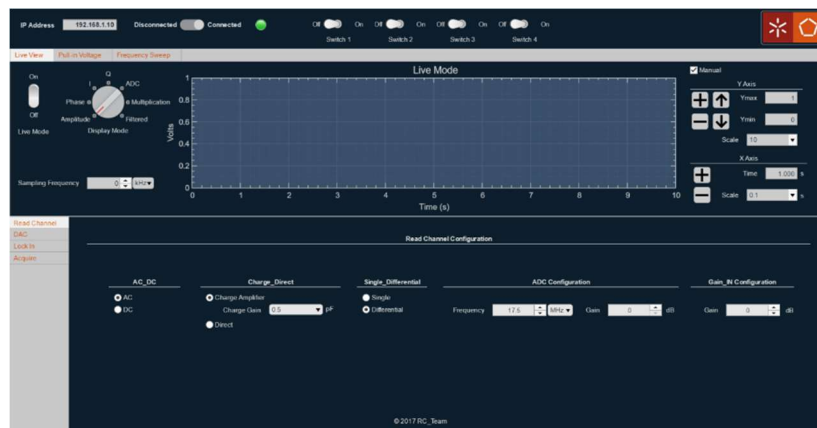 IP Address 192.168.1.10 Disconnected Connected
Off On Off On Off On Off On
Switch 1 Switch 2 Switch 3 Switch 4
Live View Pull-in Voltage Frequency Sweep
Live Mode
Manual
On
Off
Live Mode
Q
I ADC
Phase Multiplication
Amplitude Filtered
Display Mode
Sampling Frequency 0 kHz
Volts
1
0.8
0.6
0.4
0.2
0
0 1 2 3 4 5 6 7 8 9 10
Time (s)
Y Axis
Ymax 1
Ymin 0
Scale 10
X Axis
Time 1.000 s
Scale 0.1 s
Read Channel
DAC
Lock In
Acquire
Read Channel Configuration
AC_DC
AC
DC
Charge_Direct
Charge Amplifier
Charge Gain 0.5 pF
Direct
Single_Differential
Single
Differential
ADC Configuration
Frequency 17.5 MHz Gain 0 dB
Gain_IN Configuration
Gain 0 dB
© 2017 RC_Team